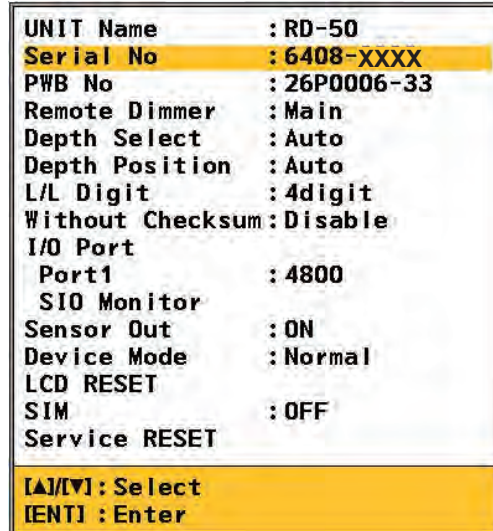 UNIT Name :RD-50
Serial No :6408-XXXX
PWB No :26P0006-33
Remote Dimmer :Main
Depth Select :Auto
Depth Position :Auto
L/L Digit :4digit
Without Checksum:Disable
I/O Port
Port1 :4800
SIO Monitor
Sensor Out :ON
Device Mode :Normal
LCD RESET
SIM :OFF
Service RESET
[▲]/[▼]:Select
[ENT] :Enter